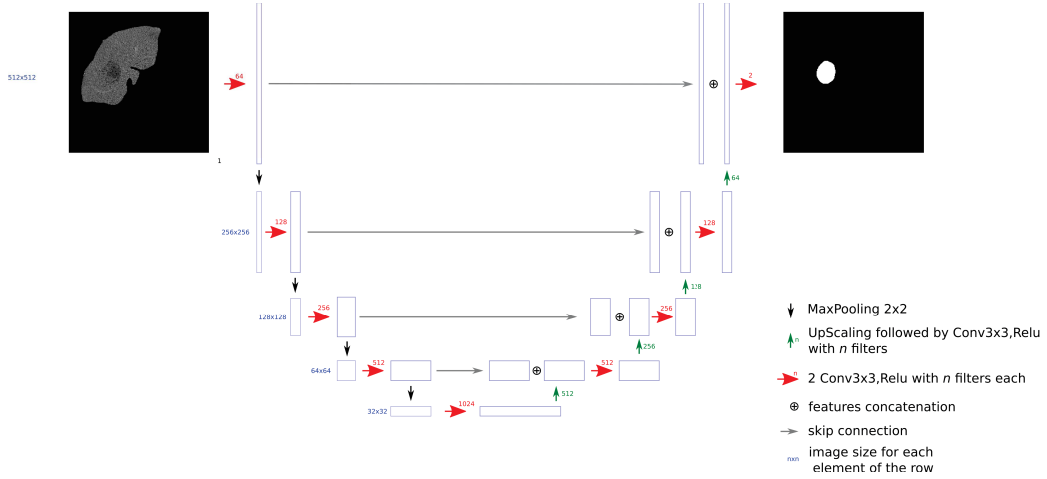 512x512
64
2
1
64
256x256
128
128
128
128x128
256
256
256
64x64
512
512
512
32x32
1024
MaxPooling 2x2
n
UpScaling followed by Conv3x3,Relu
with n filters
n
2 Conv3x3,Relu with n filters each
⊕ features concatenation
skip connection
nxn
image size for each
element of the row